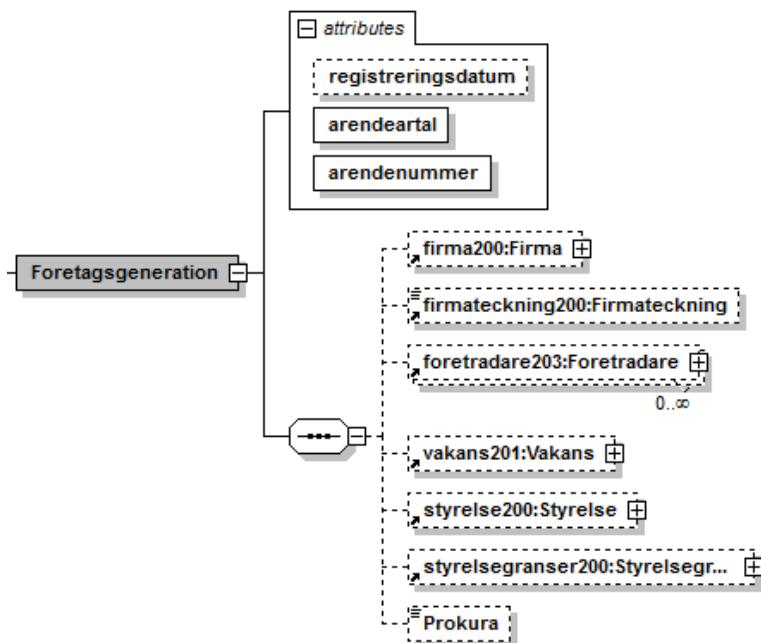 attributes
registreringsdatum
arendeartal
arendenummer
Foretagsgeneration
firma200:Firma
firmateckning200:Firmateckning
foretradare203:Foretradare
0..∞
vakans201:Vakans
styrelse200:Styrelse
styrelsegranser200:Styrelsegr...
Prokura